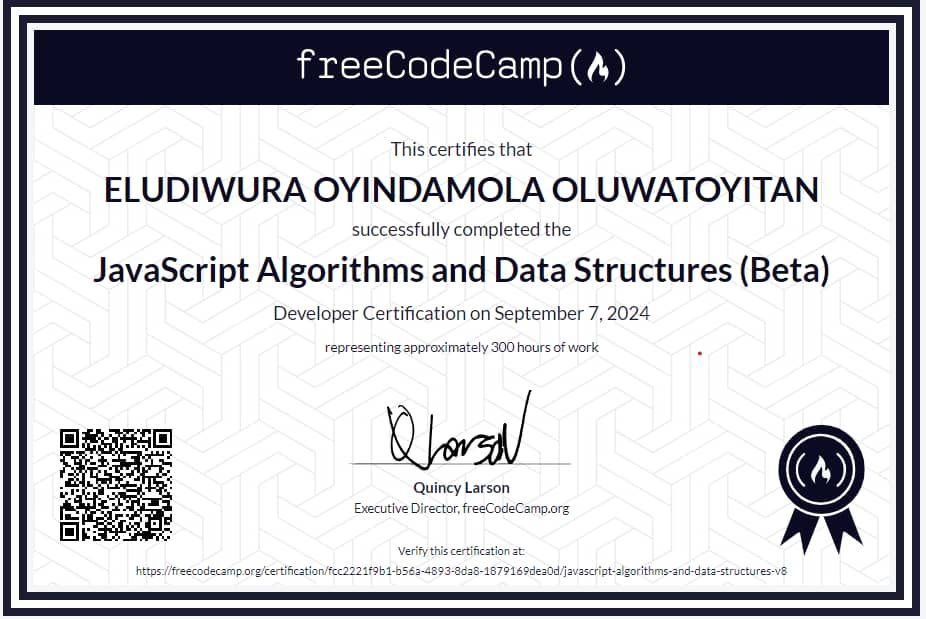 freeCodeCamp(🔥)
This certifies that
ELUDIWURA OYINDAMOLA OLUWATOYITAN
successfully completed the
JavaScript Algorithms and Data Structures (Beta)
Developer Certification on September 7, 2024
representing approximately 300 hours of work
QLarson
Quincy Larson
Executive Director, freeCodeCamp.org
Verify this certification at:
https://freecodecamp.org/certification/fcc2221f9b1-b56a-4893-8da8-1879169dea0d/javascript-algorithms-and-data-structures-v8